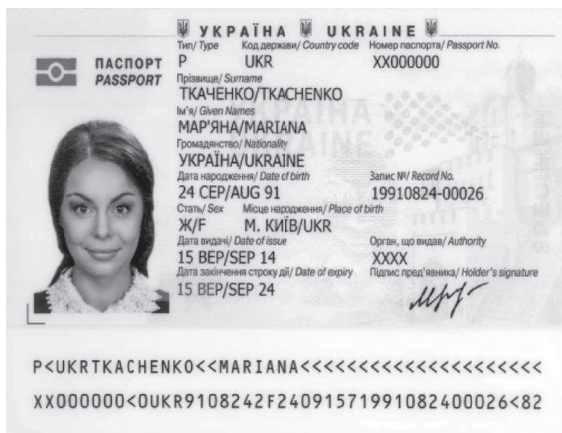 УКРАЇНА UKRAINE
Тип/ Type Код держави/ Country code Номер паспорта/ Passport No.
P UKR XX000000
ПАСПОРТ
PASSPORT
Прізвище/ Surname
ТКАЧЕНКО/TKACHENKO
Ім'я/ Given Names
МАР'ЯНА/MARIANA
Громадянство/ Nationality
УКРАЇНА/UKRAINE
Дата народження/ Date of birth Запис №/ Record No.
24 СЕР/AUG 91 19910824-00026
Стать/ Sex Місце народження/ Place of birth
Ж/F М. КИЇВ/UKR
Дата видачі/ Date of issue Орган, що видав/ Authority
15 ВЕР/SEP 14 XXXX
Дата закінчення строку дії/ Date of expiry Підпис пред'явника/ Holder's signature
15 ВЕР/SEP 24
P<UKRTKACHENKO<<MARIANA<<<<<<<<<<<<<<<<<<<<<
XX000000<0UKR9108242F2409157199108240​0026<82